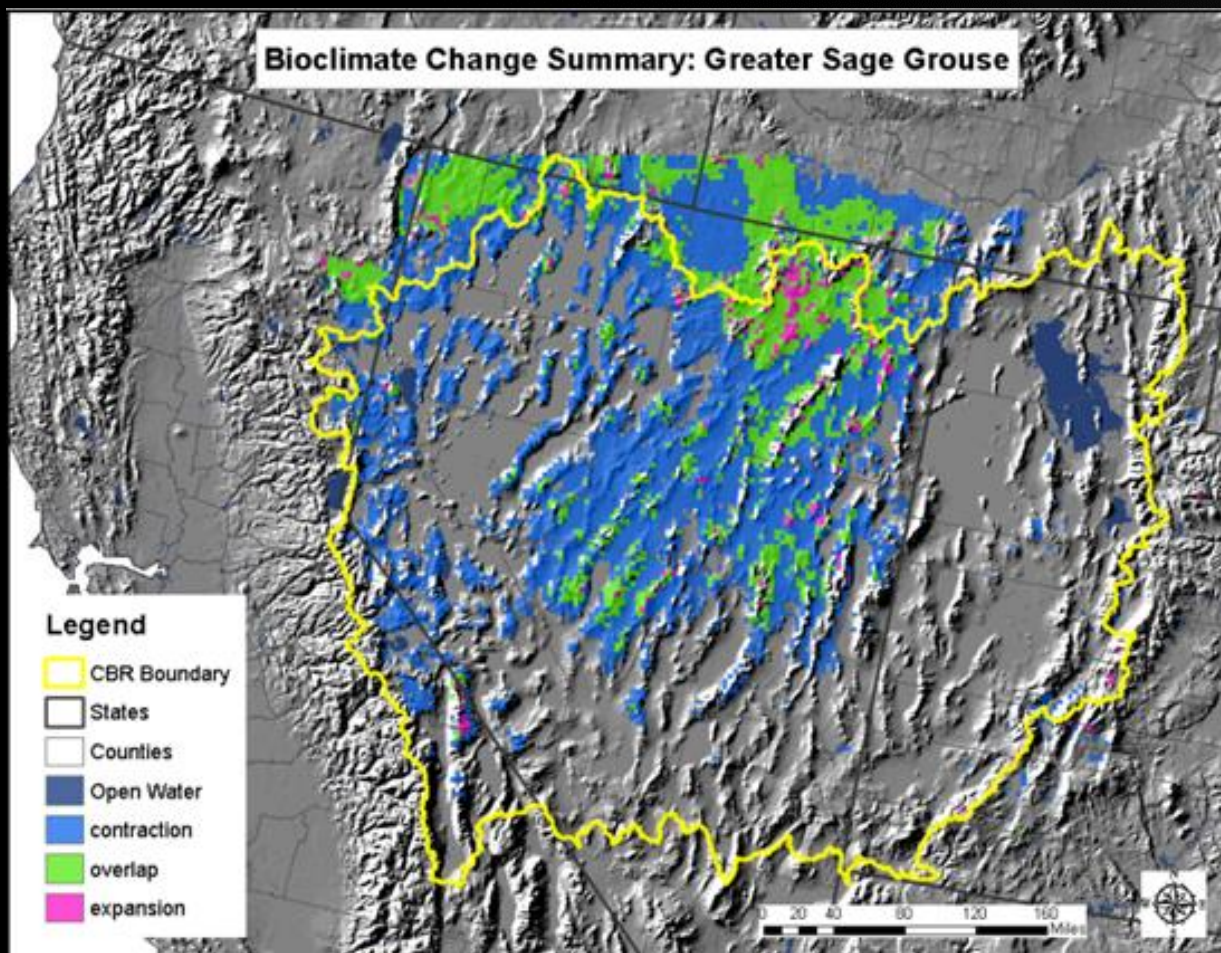 Bioclimate Change Summary: Greater Sage Grouse
Legend
CBR Boundary
States
Counties
Open Water
contraction
overlap
expansion
0 20 40 80 120 160
Miles
N